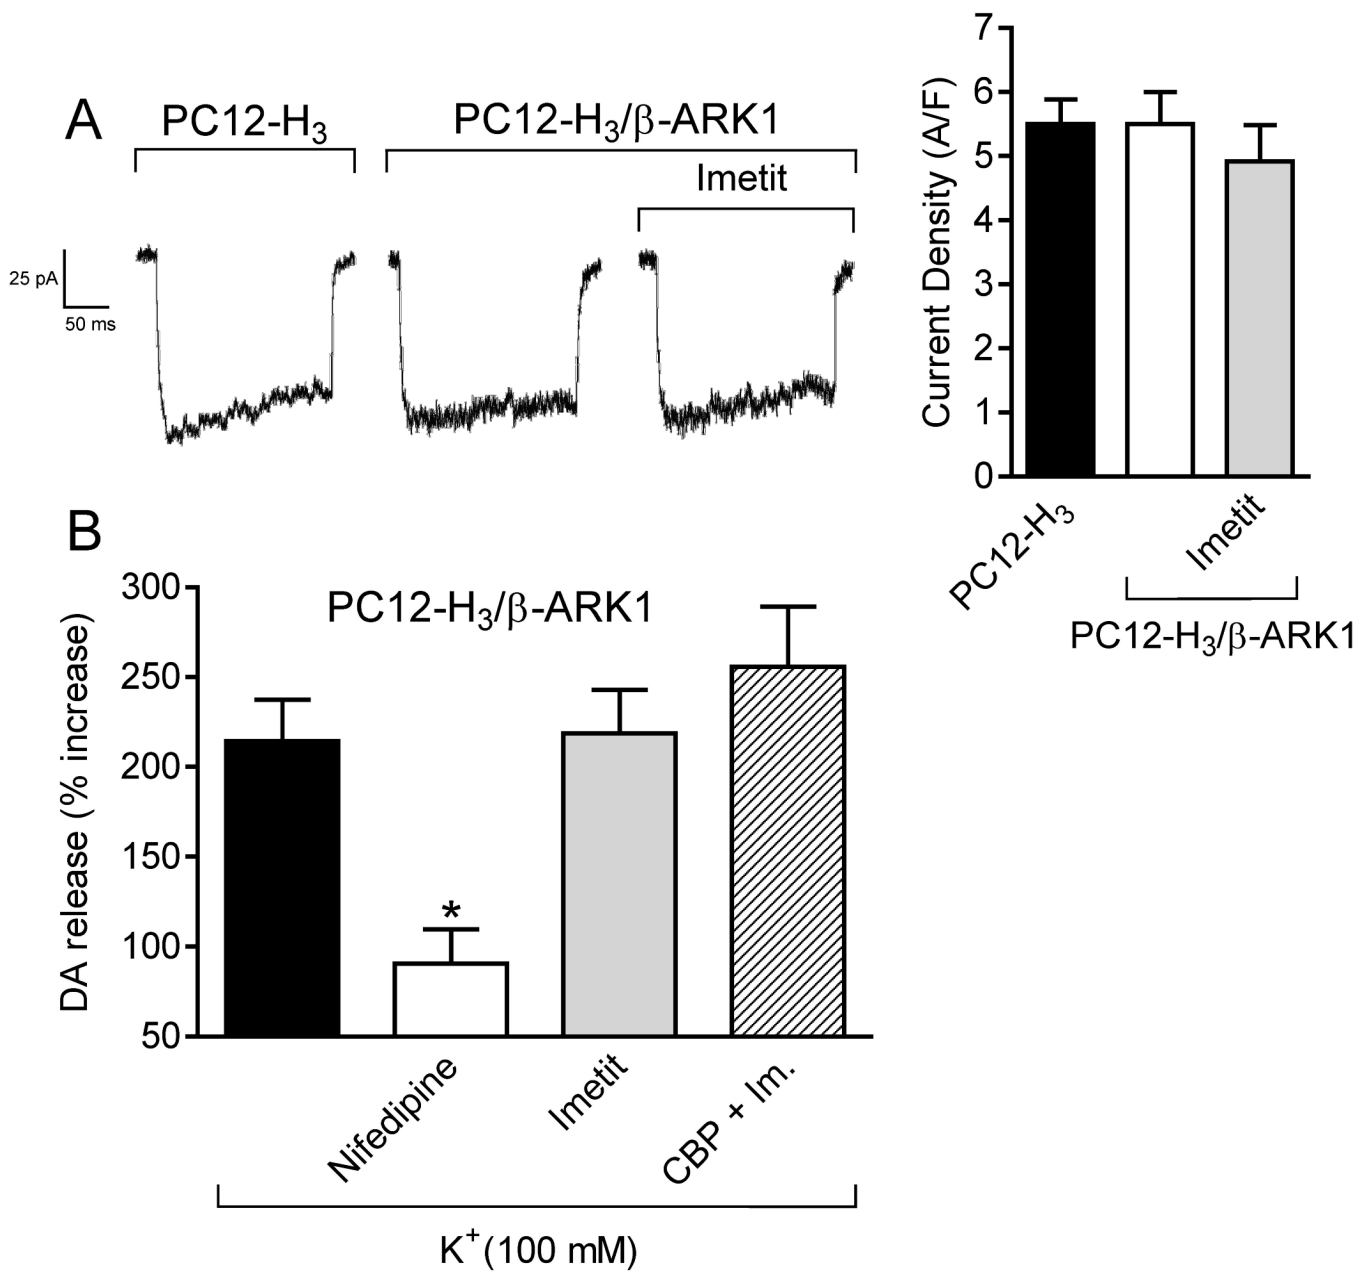 A
PC12-H₃
PC12-H₃/β-ARK1
Imetit
25 pA
50 ms
Current Density (A/F)
7
6
5
4
3
2
1
0
PC12-H₃
Imetit
PC12-H₃/β-ARK1
B
PC12-H₃/β-ARK1
DA release (% increase)
300
250
200
150
100
50
*
Nifedipine
Imetit
CBP + Im.
K⁺(100 mM)